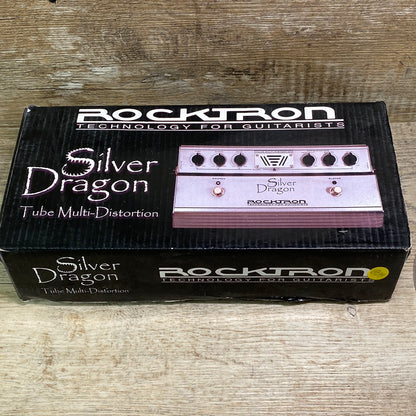 ROCKTRON
TECHNOLOGY FOR GUITARISTS
Silver
Dragon
Tube Multi-Distortion
Silver
Dragon
ROCKTRON
Silver
Dragon
Tube Multi-Distortion
ROCKTRON
TECHNOLOGY FOR GUITARISTS